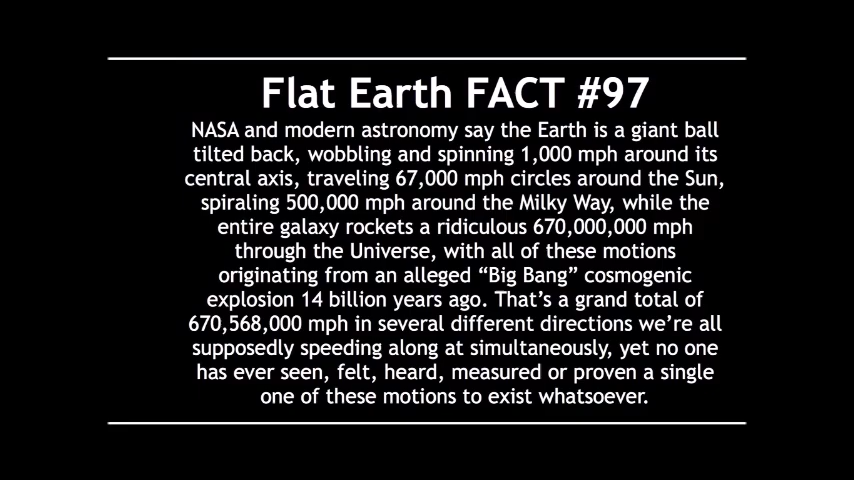 Flat Earth FACT #97
NASA and modern astronomy say the Earth is a giant ball
tilted back, wobbling and spinning 1,000 mph around its
central axis, traveling 67,000 mph circles around the Sun,
spiraling 500,000 mph around the Milky Way, while the
entire galaxy rockets a ridiculous 670,000,000 mph
through the Universe, with all of these motions
originating from an alleged “Big Bang” cosmogenic
explosion 14 billion years ago. That’s a grand total of
670,568,000 mph in several different directions we’re all
supposedly speeding along at simultaneously, yet no one
has ever seen, felt, heard, measured or proven a single
one of these motions to exist whatsoever.